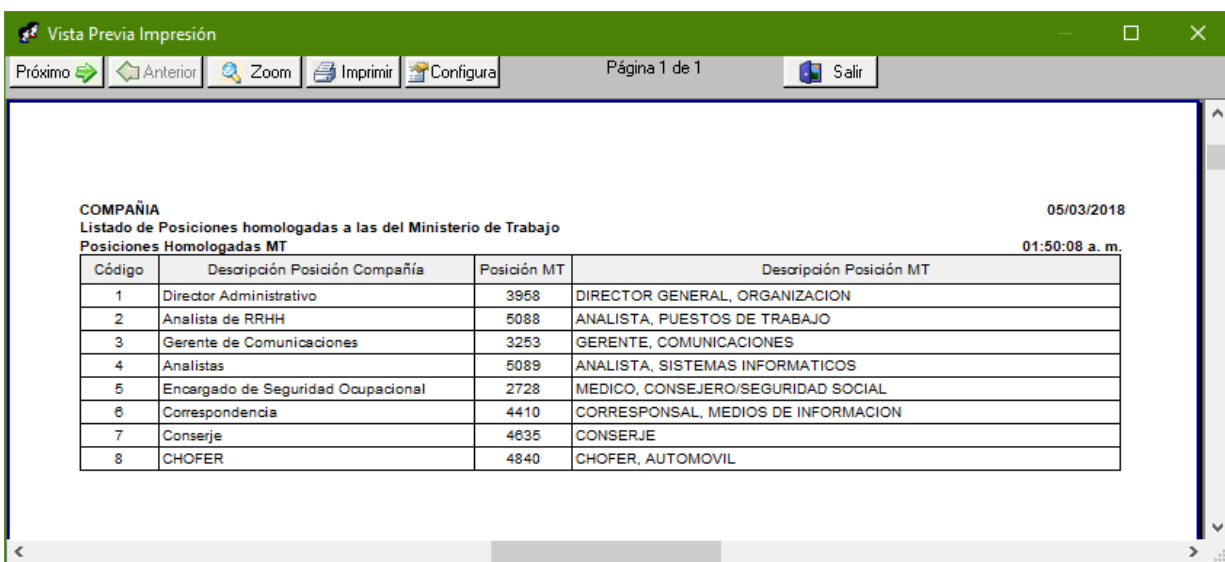 Vista Previa Impresión
Próximo Anterior Zoom Imprimir Configura Página 1 de 1 Salir
COMPAÑIA 05/03/2018
Listado de Posiciones homologadas a las del Ministerio de Trabajo
Posiciones Homologadas MT 01:50:08 a. m.
Código Descripción Posición Compañía Posición MT Descripción Posición MT
1 Director Administrativo 3958 DIRECTOR GENERAL, ORGANIZACION
2 Analista de RRHH 5088 ANALISTA, PUESTOS DE TRABAJO
3 Gerente de Comunicaciones 3253 GERENTE, COMUNICACIONES
4 Analistas 5089 ANALISTA, SISTEMAS INFORMATICOS
5 Encargado de Seguridad Ocupacional 2728 MEDICO, CONSEJERO/SEGURIDAD SOCIAL
6 Correspondencia 4410 CORRESPONSAL, MEDIOS DE INFORMACION
7 Conserje 4635 CONSERJE
8 CHOFER 4840 CHOFER, AUTOMOVIL